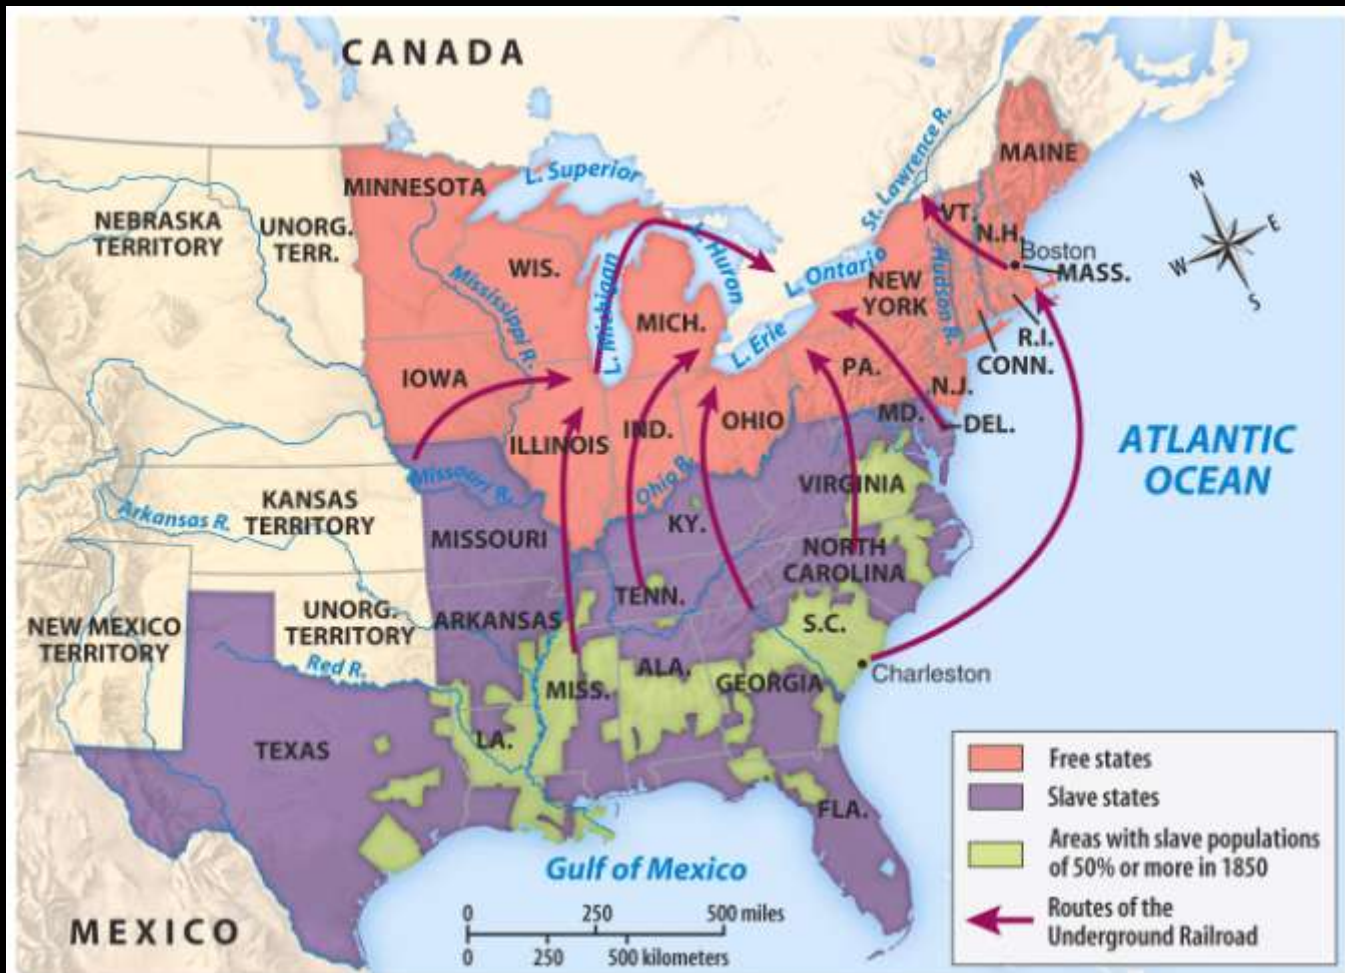 CANADA
MAINE
St. Lawrence R.
L. Superior
MINNESOTA
NEBRASKA
TERRITORY
UNORG.
TERR.
VT.
N.H.
Boston
MASS.
WIS.
L. Huron
L. Ontario
NEW
YORK
Hudson R.
Mississippi R.
L. Michigan
MICH.
L. Erie
R.I.
CONN.
IOWA
PA.
N.J.
MD.
DEL.
ILLINOIS
IND.
OHIO
ATLANTIC
OCEAN
Missouri R.
Ohio R.
VIRGINIA
KANSAS
TERRITORY
Arkansas R.
MISSOURI
KY.
NORTH
CAROLINA
TENN.
UNORG.
TERRITORY
ARKANSAS
NEW MEXICO
TERRITORY
S.C.
Red R.
MISS.
ALA.
GEORGIA
Charleston
TEXAS
LA.
FLA.
Gulf of Mexico
MEXICO
N
E
W
S
Free states
Slave states
Areas with slave populations
of 50% or more in 1850
Routes of the
Underground Railroad
0 250 500 miles
0 250 500 kilometers